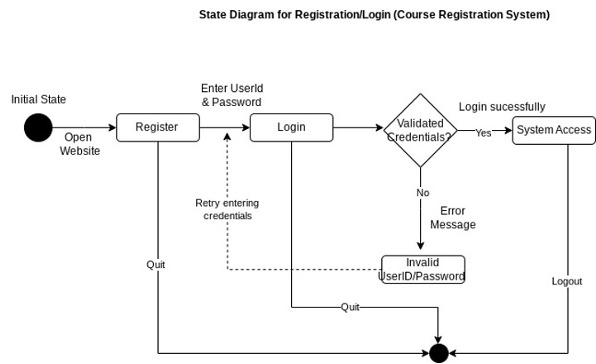 State Diagram for Registration/Login (Course Registration System)
Initial State
Open
Website
Register
Enter UserId
& Password
Login
Validated
Credentials?
Login sucessfully
Yes
System Access
No
Error
Message
Retry entering
credentials
Invalid
UserID/Password
Quit
Quit
Logout